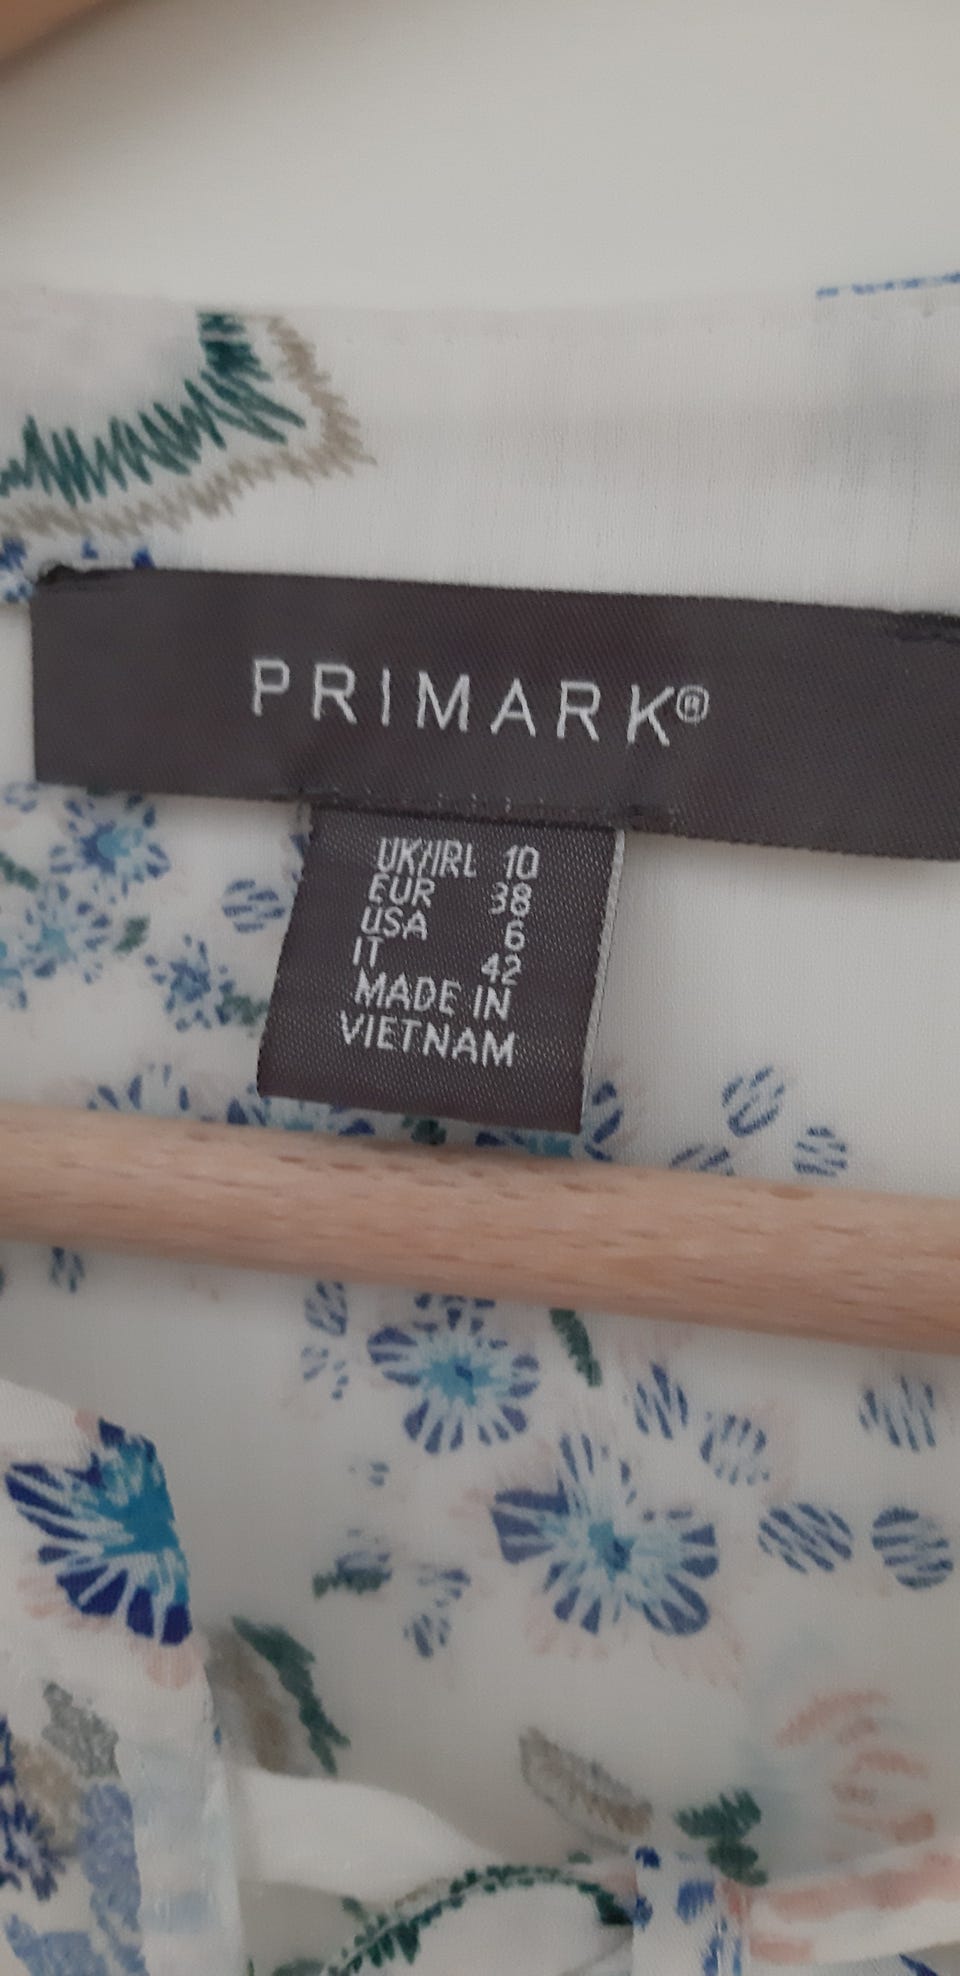 PRIMARK®
UK/IRL 10
EUR 38
USA 6
IT 42
MADE IN
VIETNAM